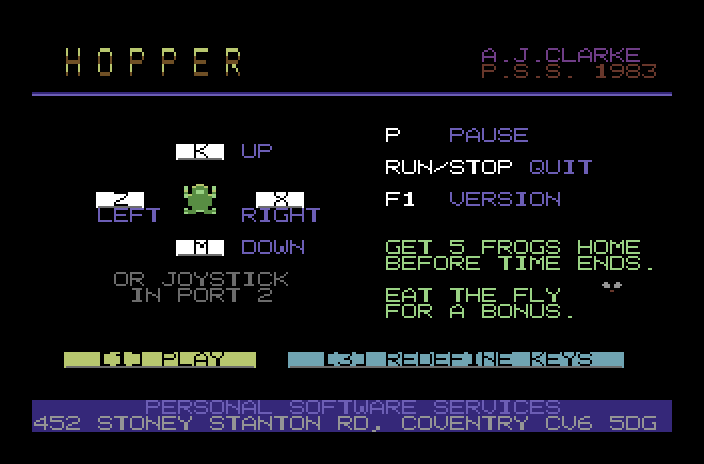 HOPPER
A.J.CLARKE
P.S.S. 1983
K UP
Z X
LEFT RIGHT
M DOWN
OR JOYSTICK
IN PORT 2
P PAUSE
RUN/STOP QUIT
F1 VERSION
GET 5 FROGS HOME
BEFORE TIME ENDS.
EAT THE FLY
FOR A BONUS.
[1] PLAY [3] REDEFINE KEYS
PERSONAL SOFTWARE SERVICES
452 STONEY STANTON RD, COVENTRY CV6 5DG